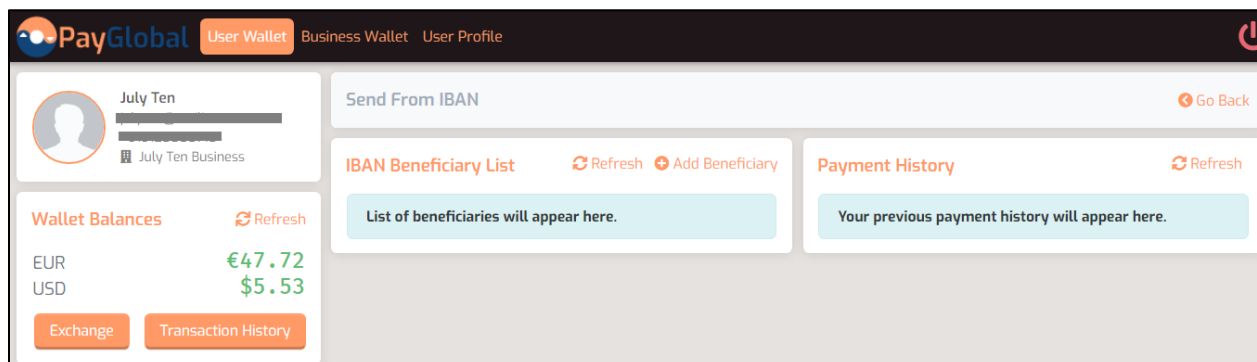 PayGlobal User Wallet Business Wallet User Profile
July Ten
July Ten Business
Wallet Balances Refresh
EUR €47.72
USD $5.53
Exchange Transaction History
Send From IBAN Go Back
IBAN Beneficiary List Refresh Add Beneficiary
List of beneficiaries will appear here.
Payment History Refresh
Your previous payment history will appear here.